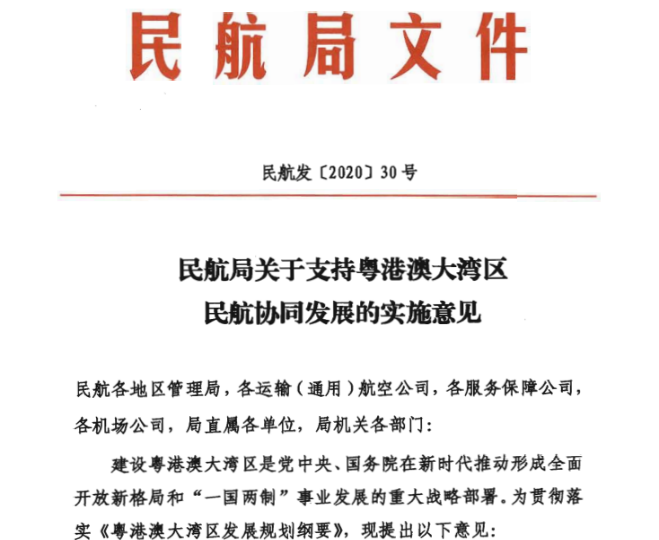 民航局文件
民航发〔2020〕30号
民航局关于支持粤港澳大湾区
民航协同发展的实施意见
民航各地区管理局，各运输（通用）航空公司，各服务保障公司，
各机场公司，局直属各单位，局机关各部门：
建设粤港澳大湾区是党中央、国务院在新时代推动形成全面
开放新格局和“一国两制”事业发展的重大战略部署。为贯彻落
实《粤港澳大湾区发展规划纲要》，现提出以下意见：